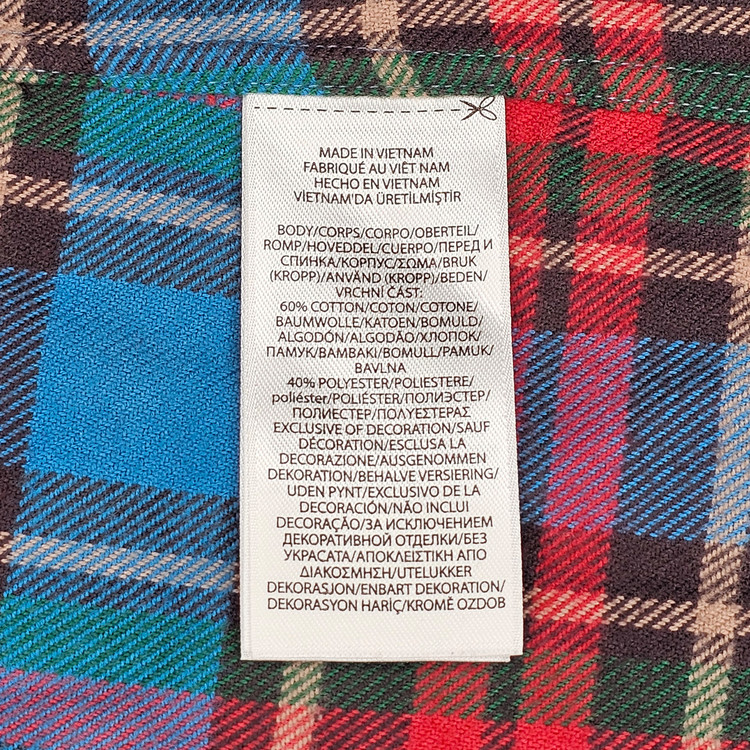 MADE IN VIETNAM
FABRIQUÉ AU VIÊT NAM
HECHO EN VIETNAM
VIETNAM'DA ÜRETİLMİŞTİR
BODY/CORPS/CORPO/OBERTEIL/
ROMP/HOVEDDEL/CUERPO/ПЕРЕД И
СПИНКА/КОРПУС/ΣΩΜΑ/BRUK
(KROPP)/ANVÄND (KROPP)/BEDEN/
VRCHNÍ ČÁST:
60% COTTON/COTON/COTONE/
BAUMWOLLE/KATOEN/BOMULD/
ALGODÓN/ALGODÃO/ХЛОПОК/
ПАМУК/ΒΑΜΒΑΚΙ/BOMULL/PAMUK/
BAVLNA
40% POLYESTER/POLIESTERE/
poliéster/POLIÉSTER/ПОЛИЭСТЕР/
ПОЛИЕСТЕР/ΠΟΛΥΕΣΤΕΡΑΣ
EXCLUSIVE OF DECORATION/SAUF
DÉCORATION/ESCLUSA LA
DECORAZIONE/AUSGENOMMEN
DEKORATION/BEHALVE VERSIERING/
UDEN PYNT/EXCLUSIVO DE LA
DECORACIÓN/NÃO INCLUI
DECORAÇÃO/ЗА ИСКЛЮЧЕНИЕМ
ДЕКОРАТИВНОЙ ОТДЕЛКИ/БЕЗ
УКРАСАТА/ΑΠΟΚΛΕΙΣΤΙΚΗ ΑΠΟ
ΔΙΑΚΟΣΜΗΣΗ/UTELUKKER
DEKORASJON/ENBART DEKORATION/
DEKORASYON HARİÇ/KROMĚ OZDOB